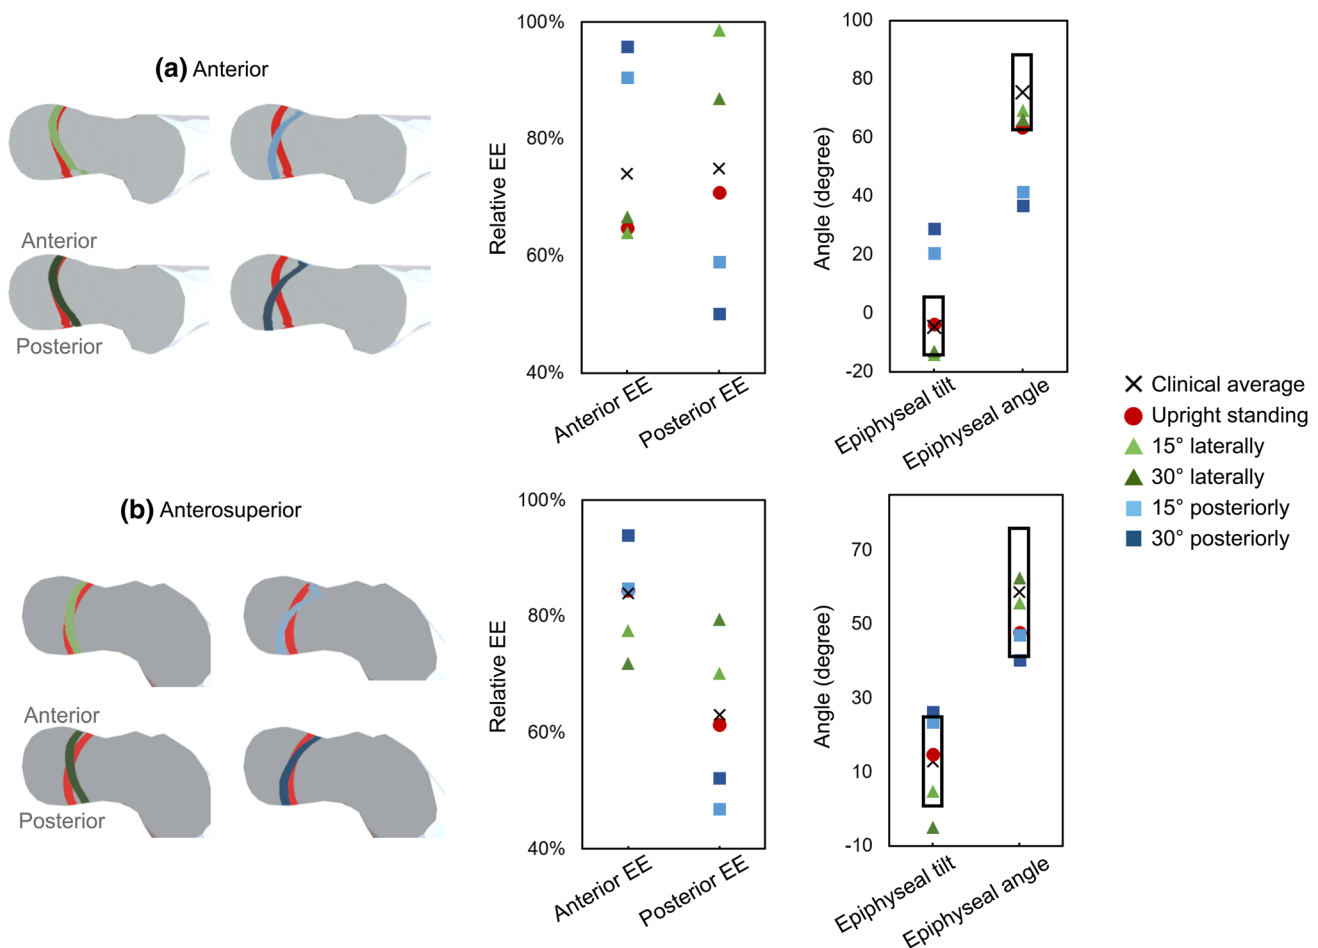 (a) Anterior
Anterior
Posterior
100%
80%
60%
40%
Relative EE
Anterior EE
Posterior EE
100
80
60
40
20
0
-20
Angle (degree)
Epiphyseal tilt
Epiphyseal angle
Clinical average
Upright standing
15° laterally
30° laterally
15° posteriorly
30° posteriorly
(b) Anterosuperior
Anterior
Posterior
100%
80%
60%
40%
Relative EE
Anterior EE
Posterior EE
70
50
30
10
-10
Angle (degree)
Epiphyseal tilt
Epiphyseal angle